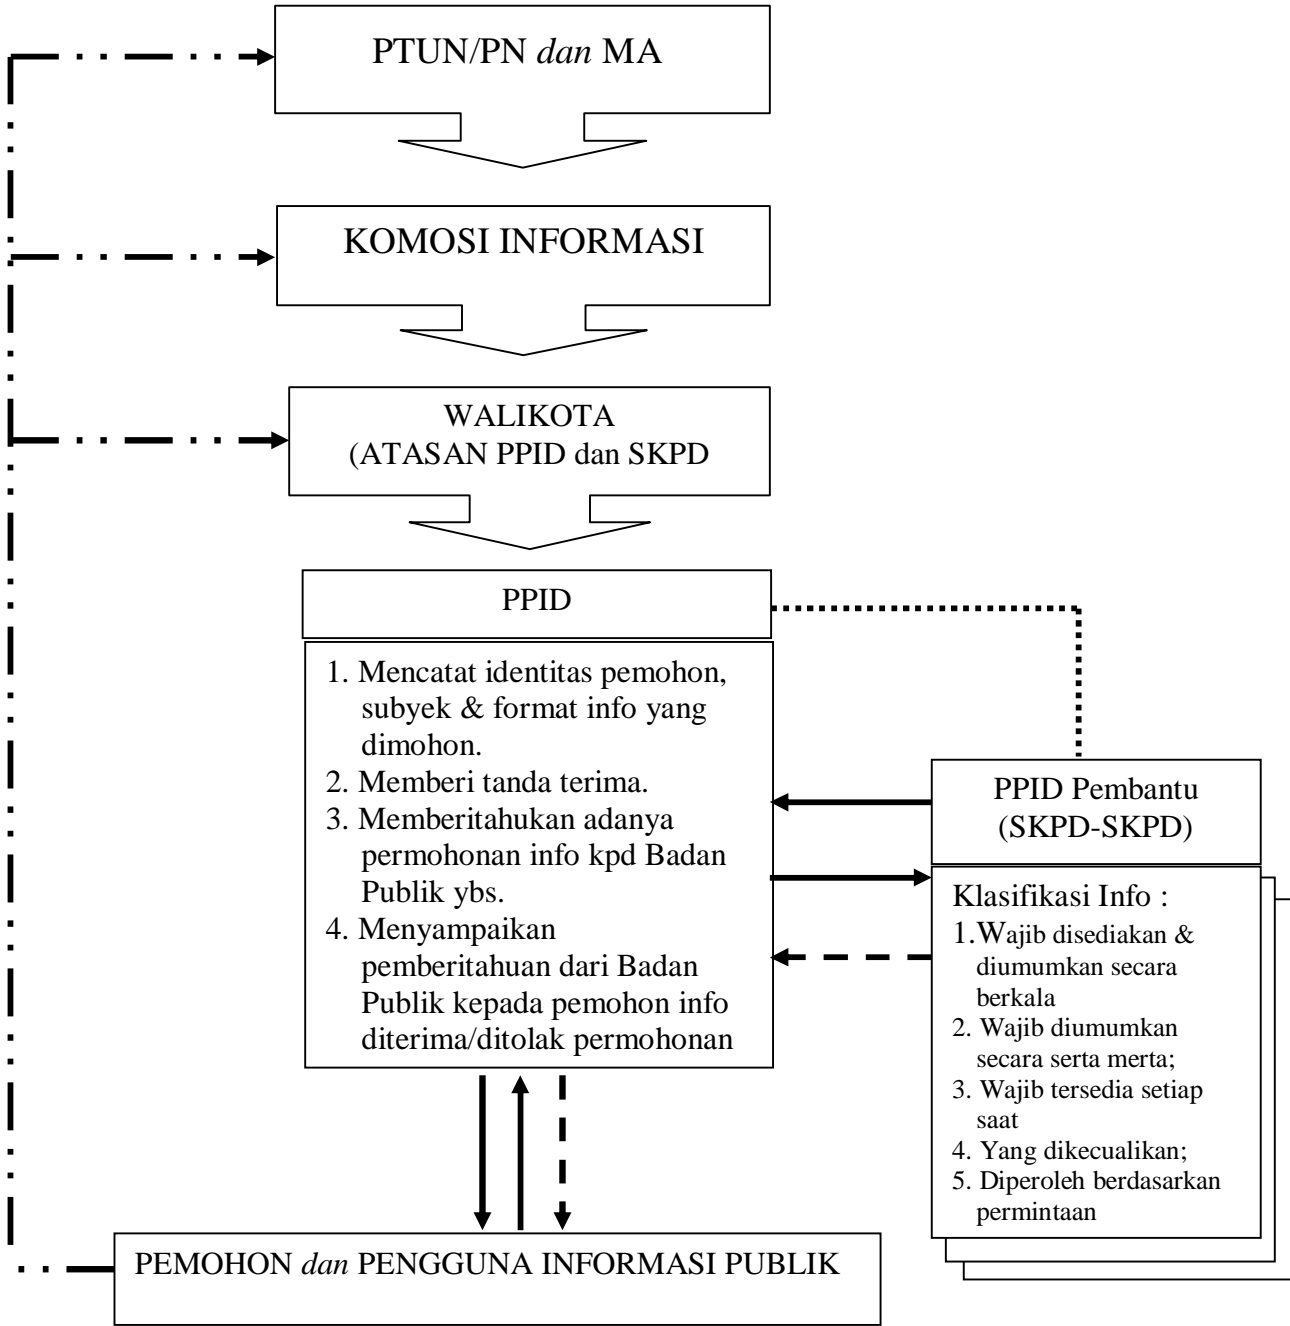 PTUN/PN dan MA
KOMOSI INFORMASI
WALIKOTA
(ATASAN PPID dan SKPD
PPID
1. Mencatat identitas pemohon,
subyek & format info yang
dimohon.
2. Memberi tanda terima.
3. Memberitahukan adanya
permohonan info kpd Badan
Publik ybs.
4. Menyampaikan
pemberitahuan dari Badan
Publik kepada pemohon info
diterima/ditolak permohonan
PPID Pembantu
(SKPD-SKPD)
Klasifikasi Info :
1.Wajib disediakan &
diumumkan secara
berkala
2. Wajib diumumkan
secara serta merta;
3. Wajib tersedia setiap
saat
4. Yang dikecualikan;
5. Diperoleh berdasarkan
permintaan
PEMOHON dan PENGGUNA INFORMASI PUBLIK